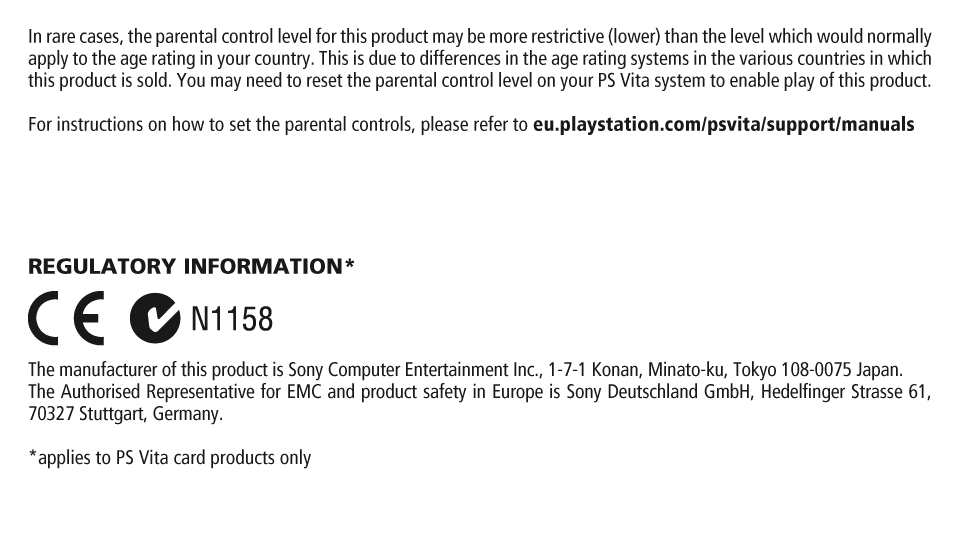 In rare cases, the parental control level for this product may be more restrictive (lower) than the level which would normally
apply to the age rating in your country. This is due to differences in the age rating systems in the various countries in which
this product is sold. You may need to reset the parental control level on your PS Vita system to enable play of this product.
For instructions on how to set the parental controls, please refer to eu.playstation.com/psvita/support/manuals
REGULATORY INFORMATION*
CE N1158
The manufacturer of this product is Sony Computer Entertainment Inc., 1-7-1 Konan, Minato-ku, Tokyo 108-0075 Japan.
The Authorised Representative for EMC and product safety in Europe is Sony Deutschland GmbH, Hedelfinger Strasse 61,
70327 Stuttgart, Germany.
*applies to PS Vita card products only